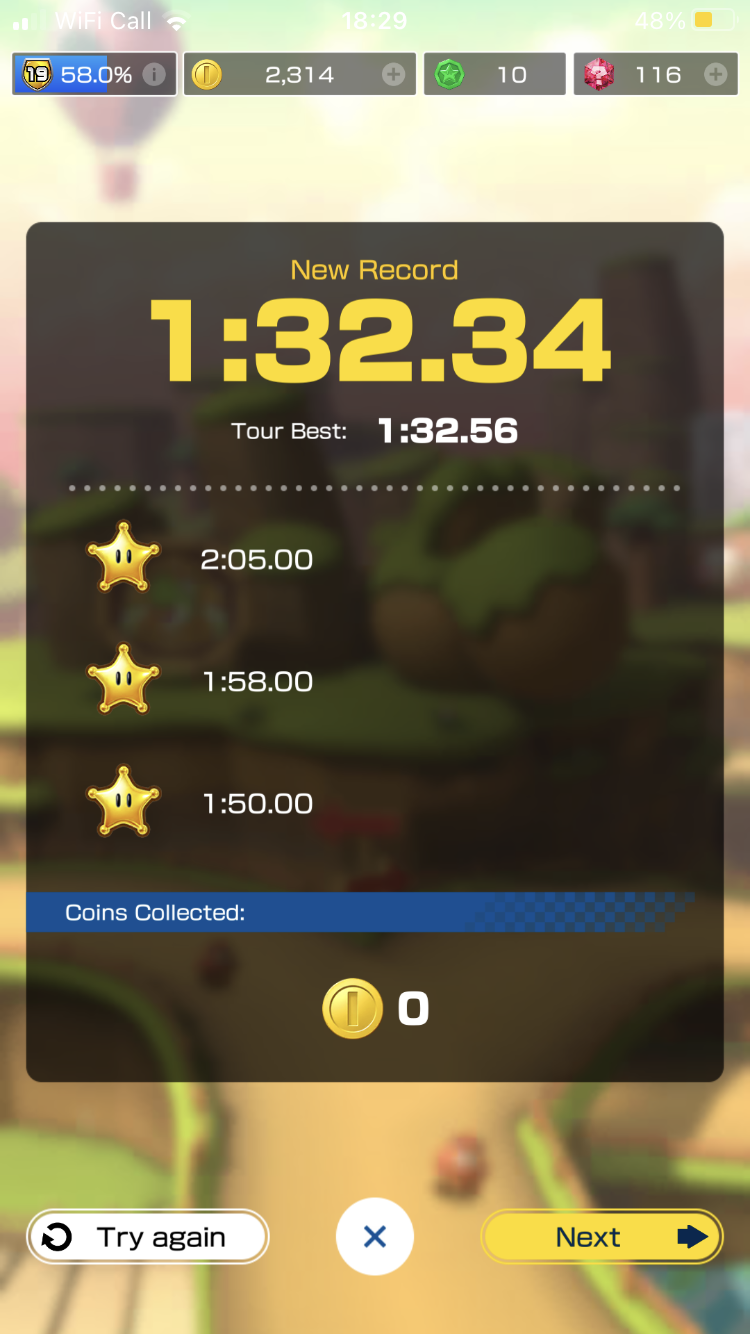 WiFi Call 18:29 48%
19 58.0% i 2,314 10 ? 116
New Record
1:32.34
Tour Best: 1:32.56
2:05.00
1:58.00
1:50.00
Coins Collected:
0
Try again Next